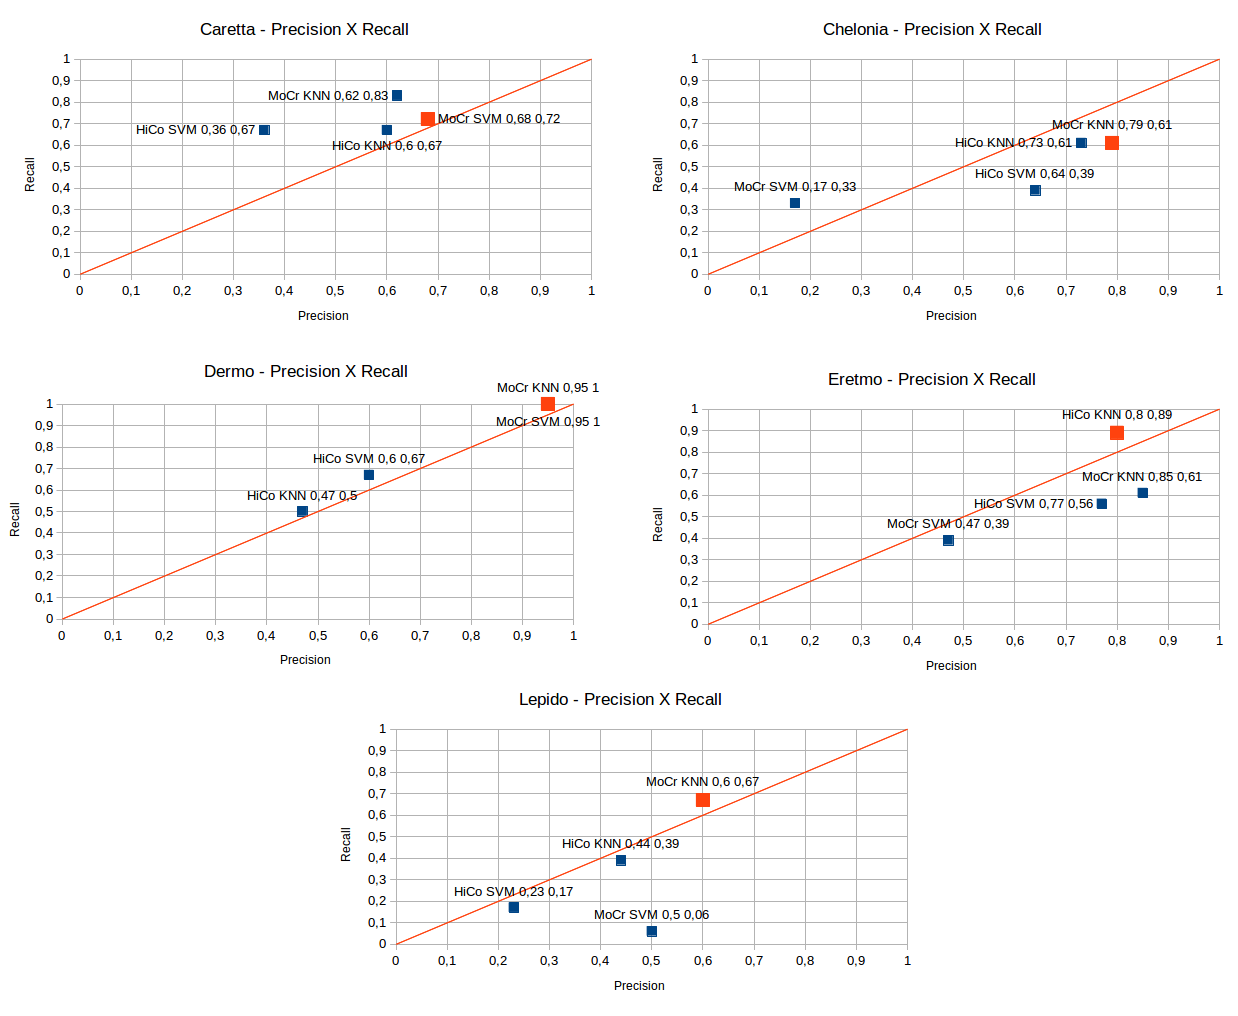 Caretta - Precision X Recall
1
0,9
0,8
0,7
0,6
0,5
0,4
0,3
0,2
0,1
0
Recall
MoCr KNN 0,62 0,83
MoCr SVM 0,68 0,72
HiCo SVM 0,36 0,67
HiCo KNN 0,6 0,67
0 0,1 0,2 0,3 0,4 0,5 0,6 0,7 0,8 0,9 1
Precision
Chelonia - Precision X Recall
1
0,9
0,8
0,7
0,6
0,5
0,4
0,3
0,2
0,1
0
Recall
MoCr KNN 0,79 0,61
HiCo KNN 0,73 0,61
HiCo SVM 0,64 0,39
MoCr SVM 0,17 0,33
0 0,1 0,2 0,3 0,4 0,5 0,6 0,7 0,8 0,9 1
Precision
Dermo - Precision X Recall
1
0,9
0,8
0,7
0,6
0,5
0,4
0,3
0,2
0,1
0
Recall
MoCr KNN 0,95 1
MoCr SVM 0,95 1
HiCo SVM 0,6 0,67
HiCo KNN 0,47 0,5
0 0,1 0,2 0,3 0,4 0,5 0,6 0,7 0,8 0,9 1
Precision
Eretmo - Precision X Recall
1
0,9
0,8
0,7
0,6
0,5
0,4
0,3
0,2
0,1
0
Recall
HiCo KNN 0,8 0,89
MoCr KNN 0,85 0,61
HiCo SVM 0,77 0,56
MoCr SVM 0,47 0,39
0 0,1 0,2 0,3 0,4 0,5 0,6 0,7 0,8 0,9 1
Precision
Lepido - Precision X Recall
1
0,9
0,8
0,7
0,6
0,5
0,4
0,3
0,2
0,1
0
Recall
MoCr KNN 0,6 0,67
HiCo KNN 0,44 0,39
HiCo SVM 0,23 0,17
MoCr SVM 0,5 0,06
0 0,1 0,2 0,3 0,4 0,5 0,6 0,7 0,8 0,9 1
Precision